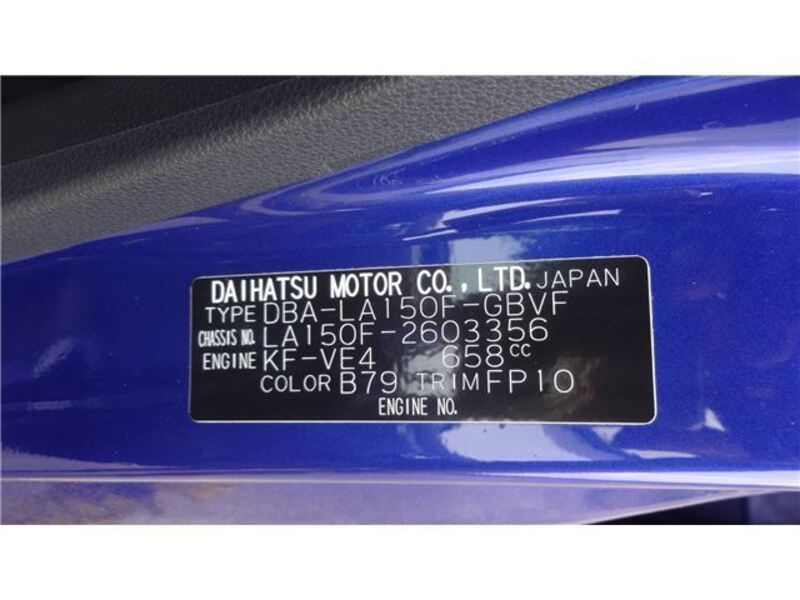 DAIHATSU MOTOR CO., LTD. JAPAN
TYPE DBA-LA150F-GBVF
CHASSIS NO. LA150F-2603356
ENGINE KF-VE4 658cc
COLOR B79 TRIM FP10
ENGINE NO.